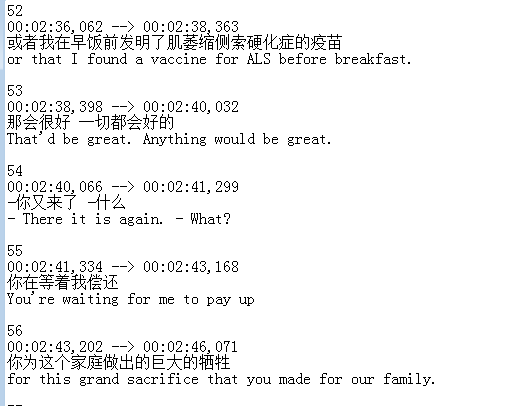 52
00:02:36,062 --> 00:02:38,363
或者我在早饭前发明了肌萎缩侧索硬化症的疫苗
or that I found a vaccine for ALS before breakfast.
53
00:02:38,398 --> 00:02:40,032
那会很好 一切都会好的
That'd be great. Anything would be great.
54
00:02:40,066 --> 00:02:41,299
-你又来了 -什么
- There it is again. - What?
55
00:02:41,334 --> 00:02:43,168
你在等着我偿还
You're waiting for me to pay up
56
00:02:43,202 --> 00:02:46,071
你为这个家庭做出的巨大的牺牲
for this grand sacrifice that you made for our family.